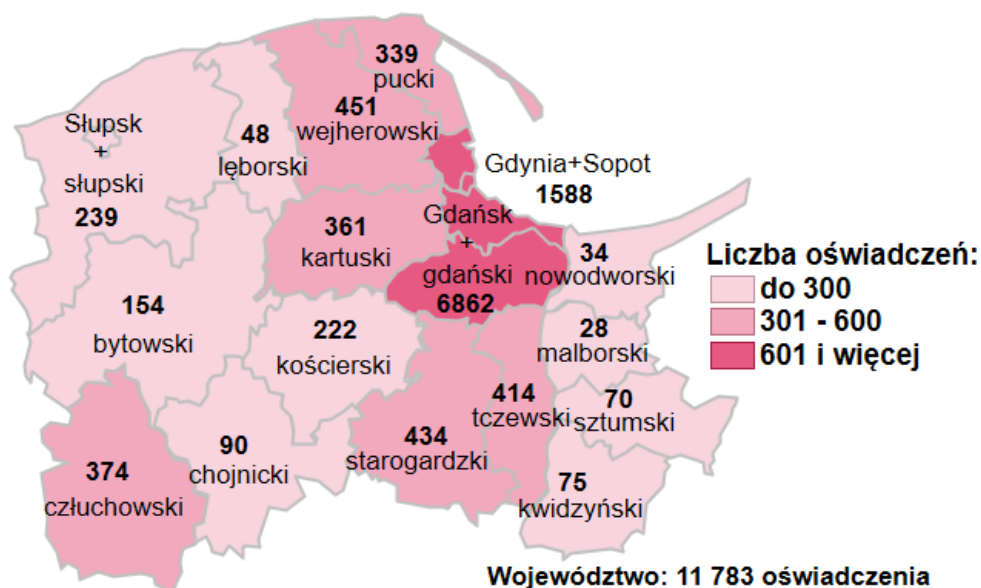 339
pucki
451
wejherowski
Słupsk
+
słupski
239
48
lęborski
Gdynia+Sopot
1588
361
kartuski
Gdańsk
+
gdański
6862
34
nowodworski
Liczba oświadczeń:
do 300
301 - 600
601 i więcej
154
bytowski
222
kościerski
28
malborski
414
tczewski
70
sztumski
434
starogardzki
90
chojnicki
374
człuchowski
75
kwidzyński
Województwo: 11 783 oświadczenia